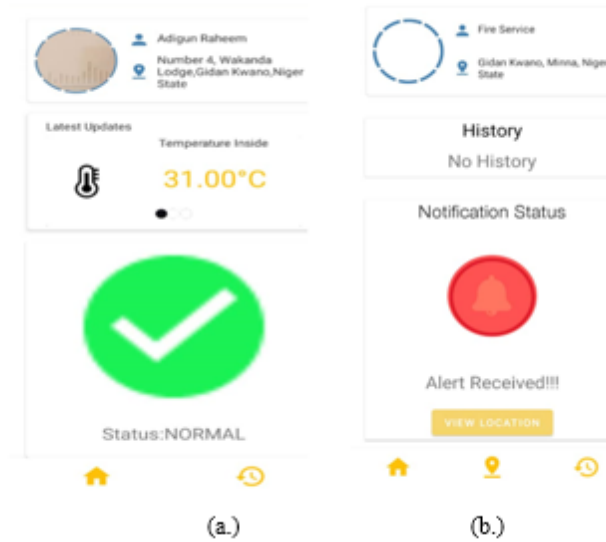 Adigun Raheem
Number 4, Wakanda
Lodge,Gidan Kwano,Niger
State
Latest Updates
Temperature Inside
31.00°C
Status:NORMAL
(a.)
Fire Service
Gidan Kwano, Minna, Niger
State
History
No History
Notification Status
Alert Received!!!
VIEW LOCATION
(b.)